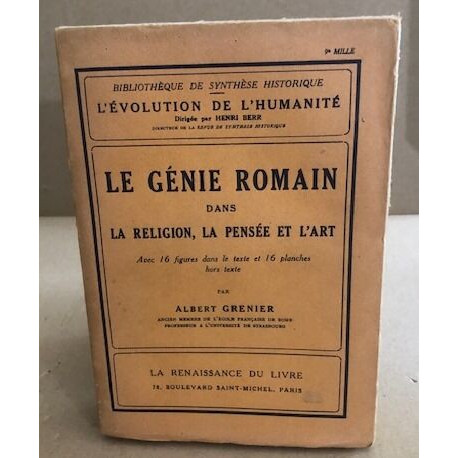 9e MILLE
BIBLIOTHÈQUE DE SYNTHÈSE HISTORIQUE
L'ÉVOLUTION DE L'HUMANITÉ
Dirigée par HENRI BERR
DIRECTEUR DE LA REVUE DE SYNTHÈSE HISTORIQUE
LE GÉNIE ROMAIN
DANS
LA RELIGION, LA PENSÉE ET L'ART
Avec 16 figures dans le texte et 16 planches
hors texte
PAR
ALBERT GRENIER
ANCIEN MEMBRE DE L'ÉCOLE FRANÇAISE DE ROME
PROFESSEUR A L'UNIVERSITÉ DE STRASBOURG
LA RENAISSANCE DU LIVRE
78, BOULEVARD SAINT-MICHEL, PARIS